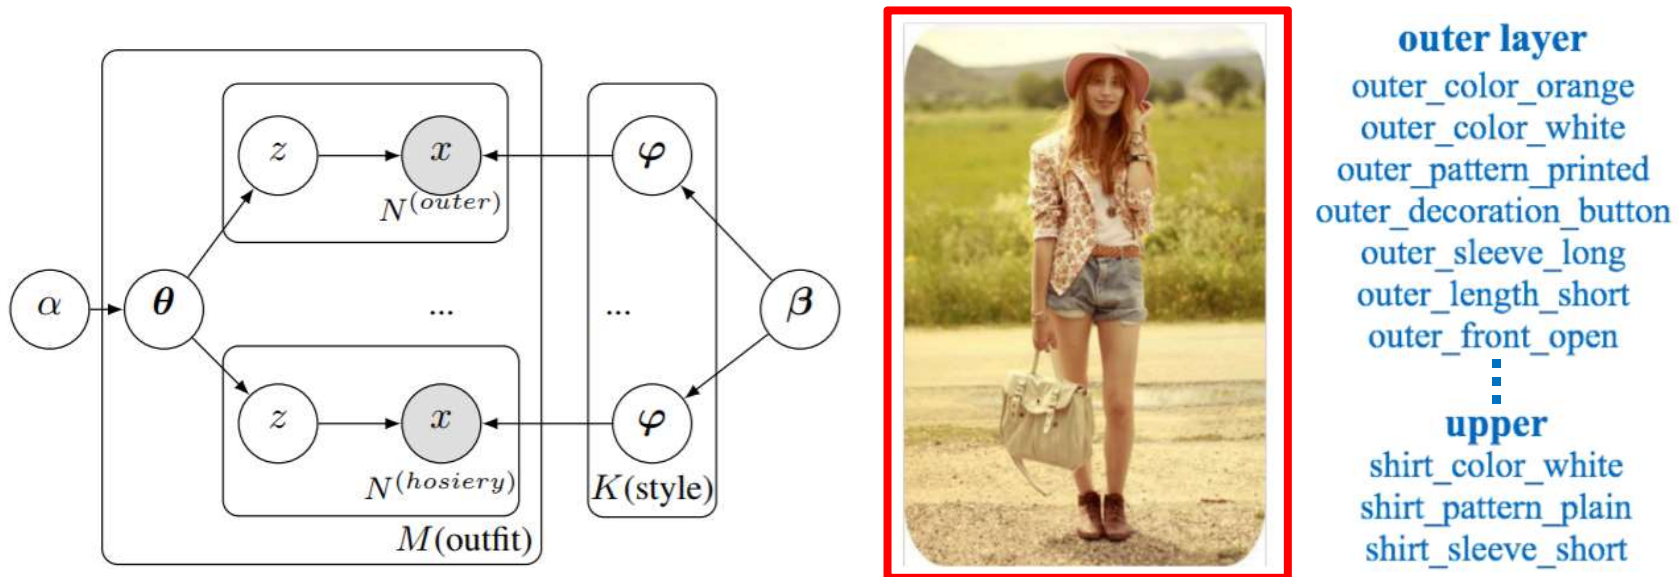 α
θ
z
x
N^(outer)
φ
...
...
β
z
x
N^(hosiery)
φ
K(style)
M(outfit)
outer layer
outer_color_orange
outer_color_white
outer_pattern_printed
outer_decoration_button
outer_sleeve_long
outer_length_short
outer_front_open
upper
shirt_color_white
shirt_pattern_plain
shirt_sleeve_short